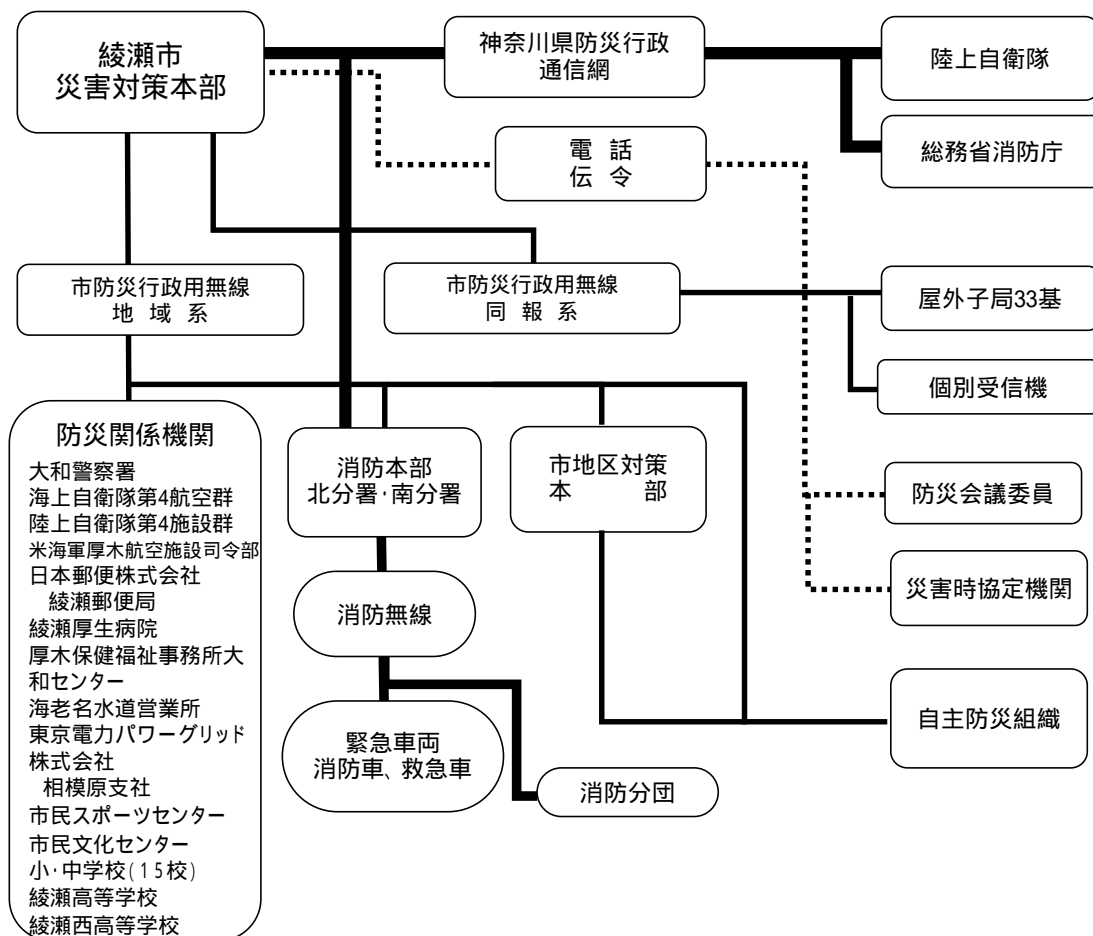 綾瀬市
災害対策本部
神奈川県防災行政
通信網
陸上自衛隊
総務省消防庁
電 話
伝 令
市防災行政用無線
地 域 系
市防災行政用無線
同 報 系
屋外子局33基
個別受信機
防災関係機関
大和警察署
海上自衛隊第4航空群
陸上自衛隊第4施設群
米海軍厚木航空施設司令部
日本郵便株式会社
綾瀬郵便局
綾瀬厚生病院
厚木保健福祉事務所大
和センター
海老名水道営業所
東京電力パワーグリッド
株式会社
相模原支社
市民スポーツセンター
市民文化センター
小・中学校(15校)
綾瀬高等学校
綾瀬西高等学校
消防本部
北分署・南分署
市地区対策
本 部
防災会議委員
災害時協定機関
消防無線
自主防災組織
緊急車両
消防車、救急車
消防分団